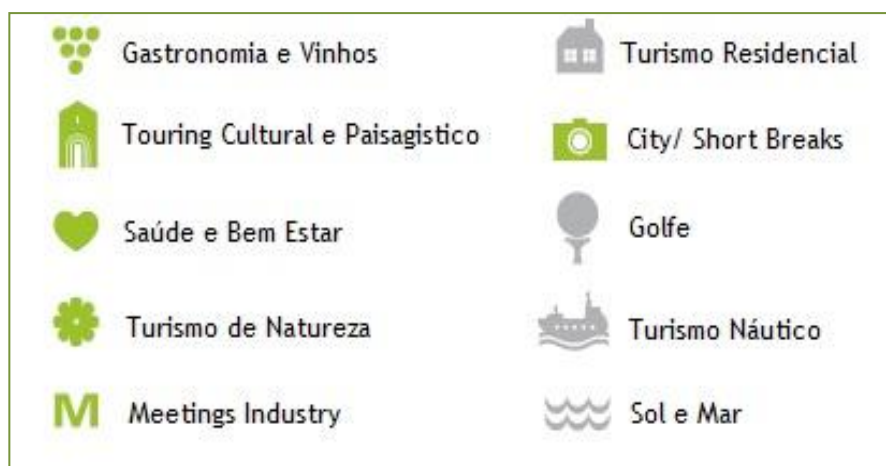 Gastronomia e Vinhos
Touring Cultural e Paisagistico
Saúde e Bem Estar
Turismo de Natureza
M Meetings Industry
Turismo Residencial
City/ Short Breaks
Golfe
Turismo Náutico
Sol e Mar